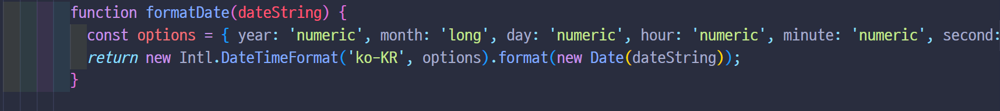 function formatDate(dateString) {
const options = { year: 'numeric', month: 'long', day: 'numeric', hour: 'numeric', minute: 'numeric', second:
return new Intl.DateTimeFormat('ko-KR', options).format(new Date(dateString));
}